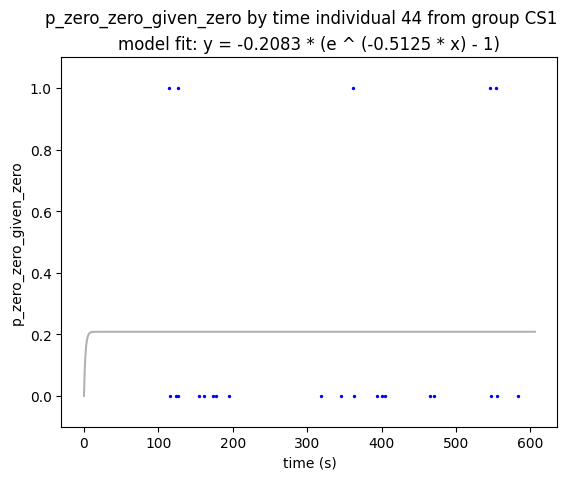 p_zero_zero_given_zero by time individual 44 from group CS1
model fit: y = -0.2083 * (e ^ (-0.5125 * x) - 1)
1.0
0.8
0.6
0.4
0.2
0.0
p_zero_zero_given_zero
0 100 200 300 400 500 600
time (s)